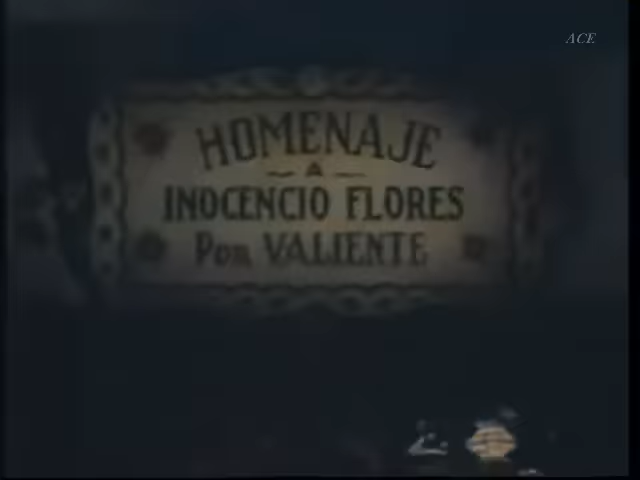 ACE
HOMENAJE
A
INOCENCIO FLORES
Por VALIENTE